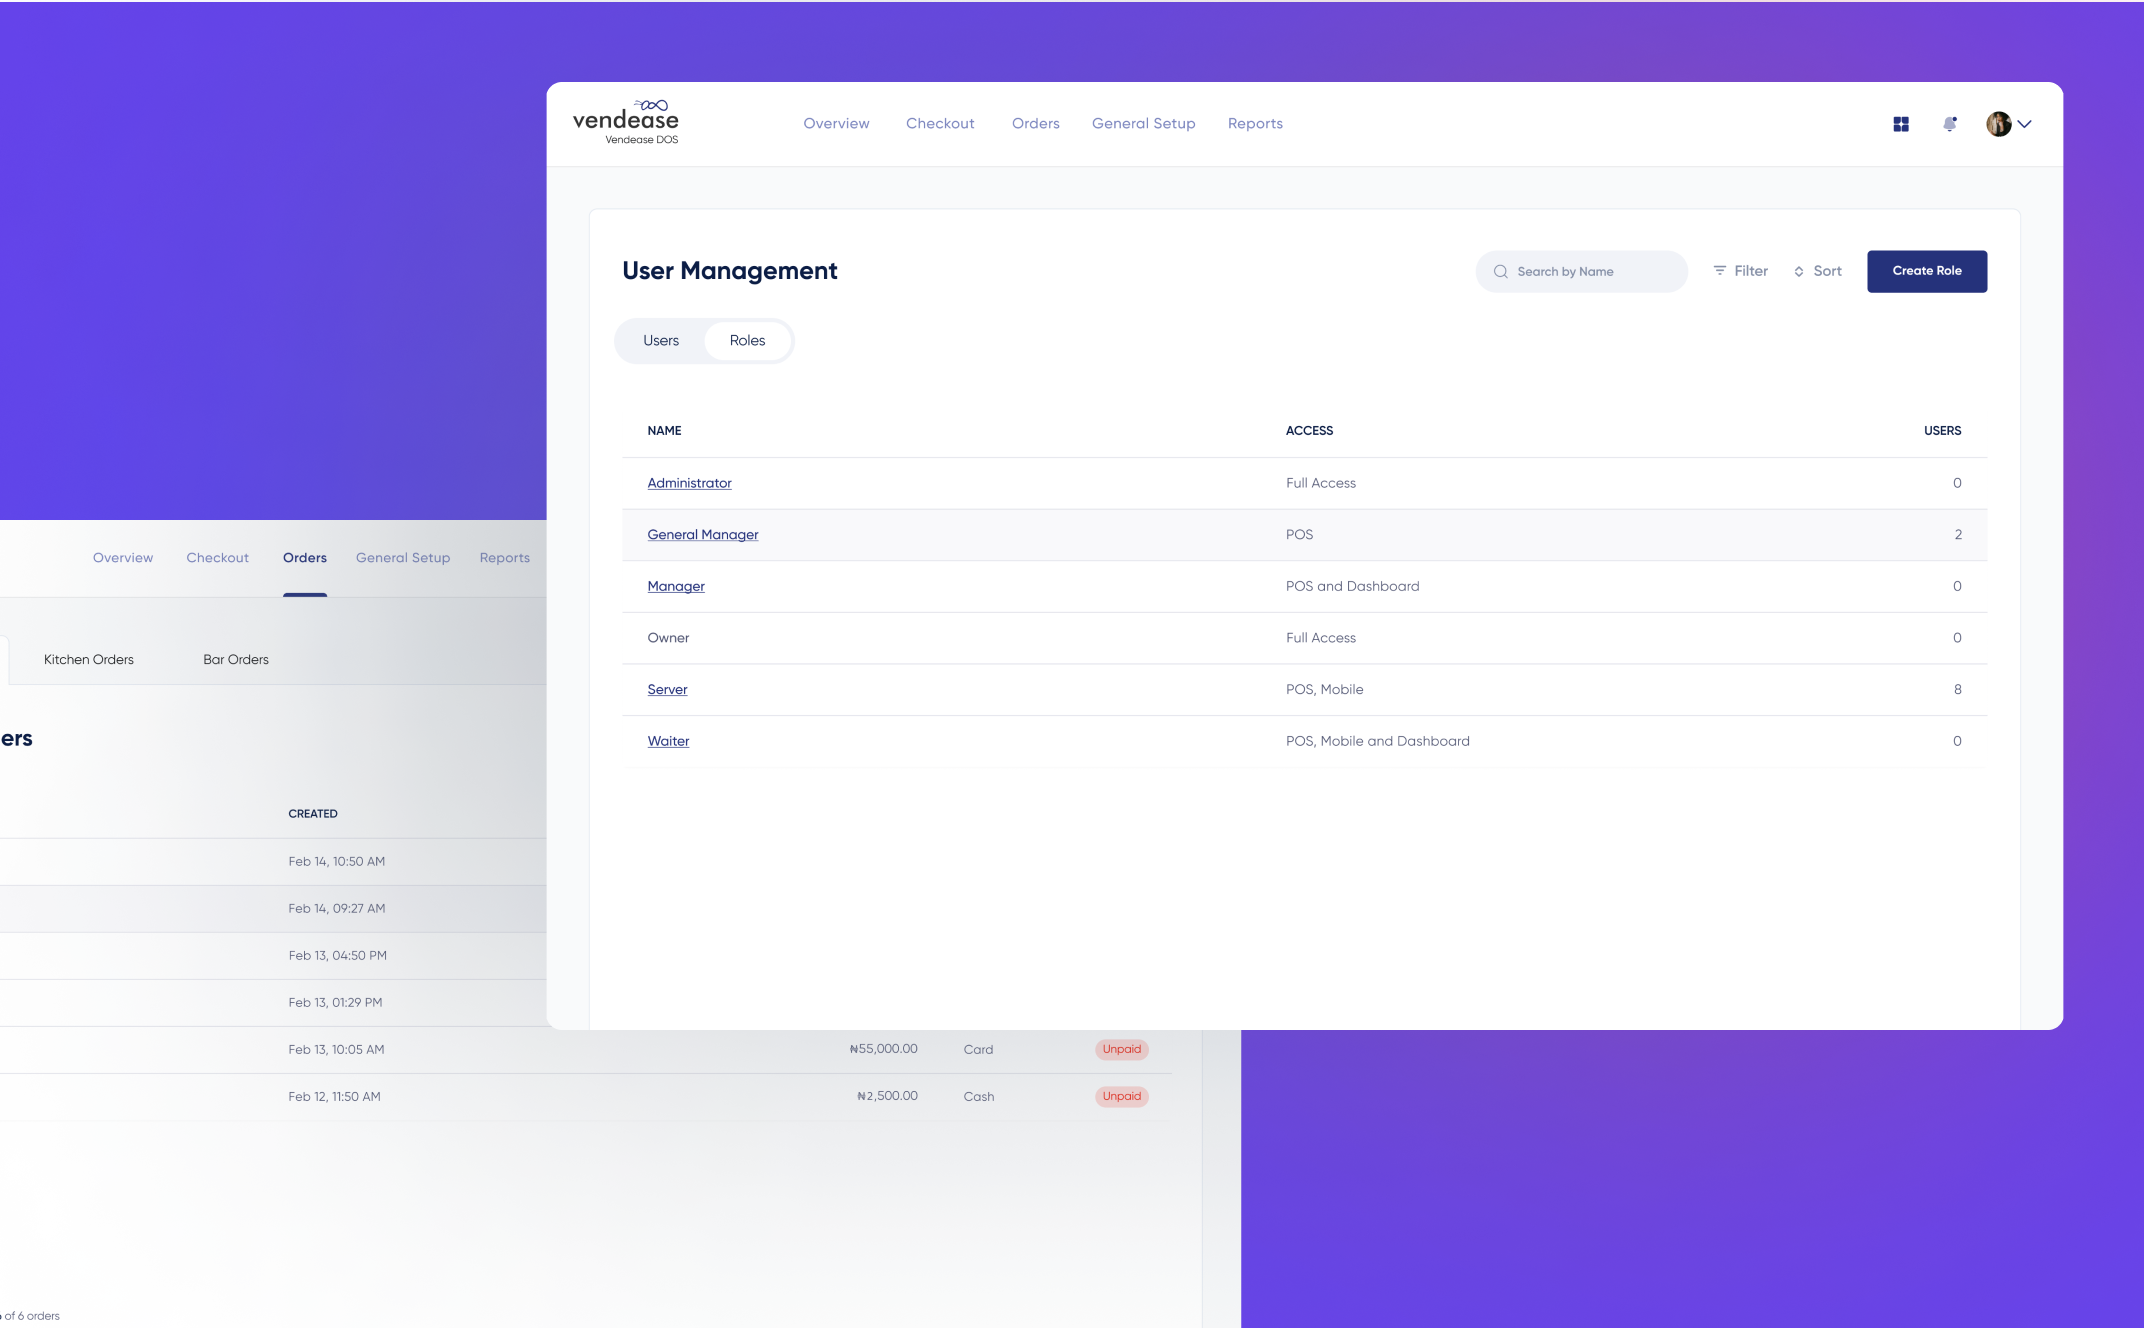 vendease
Vendease DOS
Overview Checkout Orders General Setup Reports
User Management
Search by Name
Filter
Sort
Create Role
Users Roles
NAME ACCESS USERS
Administrator Full Access 0
General Manager POS 2
Manager POS and Dashboard 0
Owner Full Access 0
Server POS, Mobile 8
Waiter POS, Mobile and Dashboard 0
Overview Checkout Orders General Setup Reports
Kitchen Orders Bar Orders
ers
CREATED
Feb 14, 10:50 AM
Feb 14, 09:27 AM
Feb 13, 04:50 PM
Feb 13, 01:29 PM
Feb 13, 10:05 AM ₦55,000.00 Card Unpaid
Feb 12, 11:50 AM ₦2,500.00 Cash Unpaid
of 6 orders